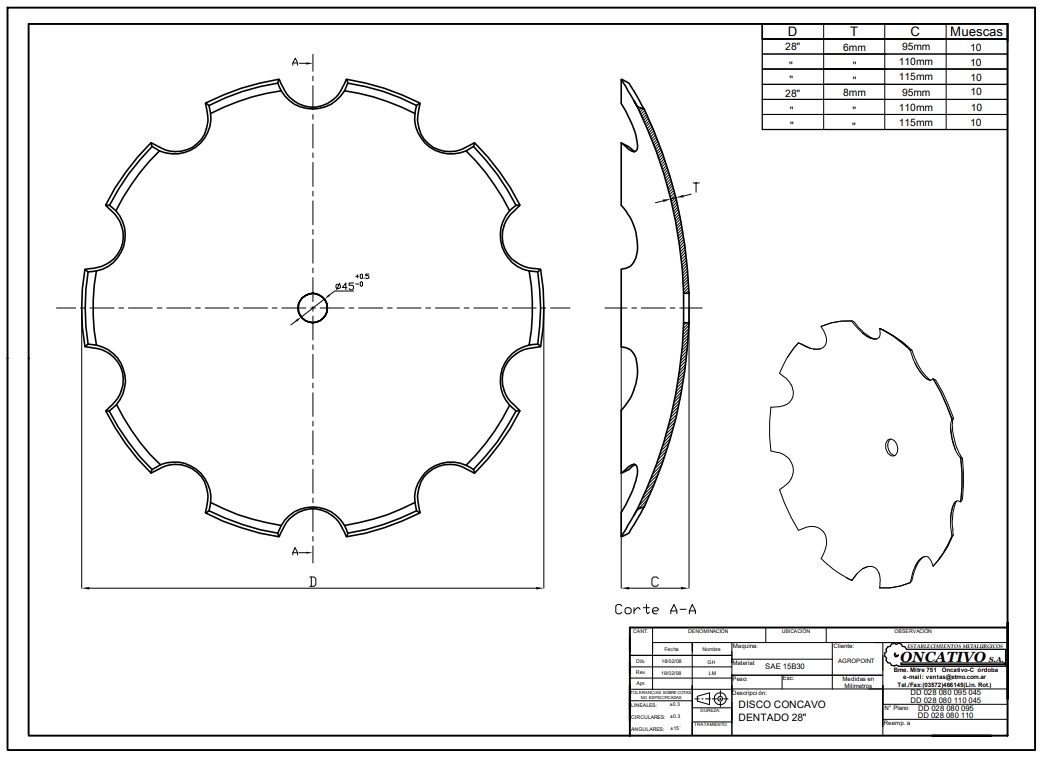 D T C Muescas
28" 6mm 95mm 10
" " 110mm 10
" " 115mm 10
28" 8mm 95mm 10
" " 110mm 10
" " 115mm 10
A
T
Ø45 +0.5 -0
A
D
C
Corte A-A
CANT. DENOMINACIÓN UBICACIÓN OBSERVACIÓN
Fecha Nombre
Dib. 18/02/08 GH
Rev. 18/02/08 LM
Apr.
Maquina:
Material: SAE 15B30
Peso: Esc:
Cliente:
AGROPOINT
Medidas en
Milímetros
ESTABLECIMIENTOS METALURGICOS
ONCATIVO S.A.
Bme. Mitre 751 Oncativo-C órdoba
e-mail: ventas@etmo.com.ar
Tel./Fax:(03572)466145(Lin. Rot.)
TOLERANCIAS SOBRE COTAS
NO ESPECIFICADAS
LINEALES: ±0.3
CIRCULARES: ±0.3
ANGULARES: ±15'
DUREZA
TRATAMIENTO
Descripción:
DISCO CONCAVO
DENTADO 28"
DD 028 080 095 045
DD 028 080 110 045
N° Plano DD 028 080 095
DD 028 080 110
Reemp. a